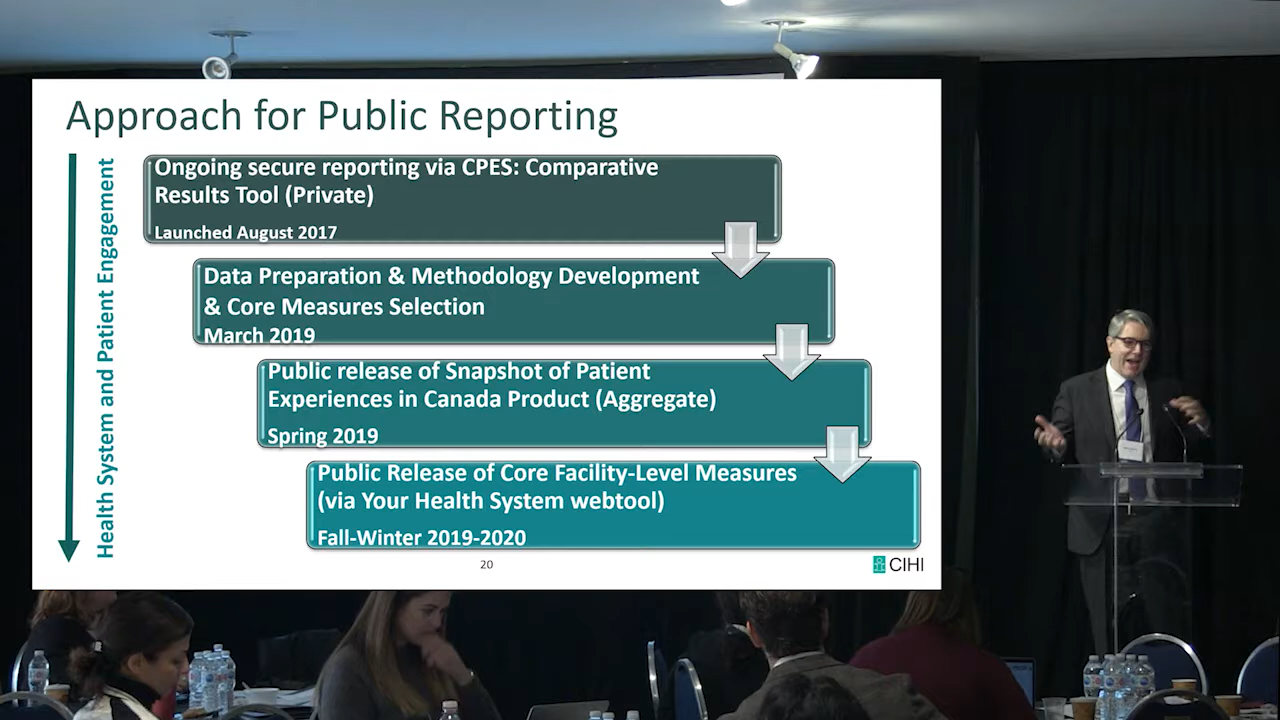 Approach for Public Reporting
Health System and Patient Engagement
Ongoing secure reporting via CPES: Comparative
Results Tool (Private)
Launched August 2017
Data Preparation & Methodology Development
& Core Measures Selection
March 2019
Public release of Snapshot of Patient
Experiences in Canada Product (Aggregate)
Spring 2019
Public Release of Core Facility-Level Measures
(via Your Health System webtool)
Fall-Winter 2019-2020
20
CIHI